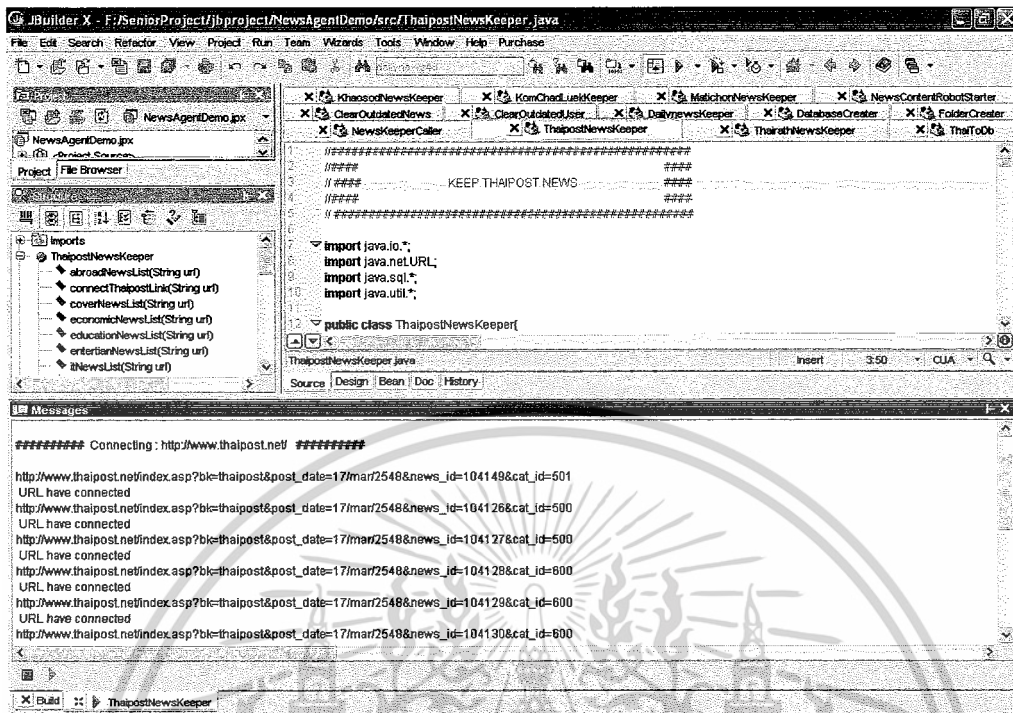 JBuilder X - F:/SeniorProject/jbproject/NewsAgentDemo/src/ThaipostNewsKeeper.java
File Edit Search Refactor View Project Run Team Wizards Tools Window Help Purchase
NewsAgentDemo.jpx
NewsAgentDemo.jpx
<Project Source>
Project File Browser
Imports
ThaipostNewsKeeper
abroadNewsList(String url)
connectThaipostLink(String url)
coverNewsList(String url)
economicNewsList(String url)
educationNewsList(String url)
entertianNewsList(String url)
itNewsList(String url)
KhaosodNewsKeeper KomChadLuekKeeper MatichonNewsKeeper NewsContentRobotStarter
ClearOutdatedNews ClearOutdatedUser DailynewsKeeper DatabaseCreater FolderCreater
NewsKeeperCaller ThaipostNewsKeeper ThairathNewsKeeper ThaiToDb
//##################################################
//##### ####
// #### KEEP THAIPOST NEWS ####
//#### ####
// ##################################################
import java.io.*;
import java.net.URL;
import java.sql.*;
import java.util.*;
10
12 public class ThaipostNewsKeeper{
ThaipostNewsKeeper.java Insert 3:50 CUA
Source Design Bean Doc History
Messages
########## Connecting : http://www.thaipost.net/ ##########
http://www.thaipost.net/index.asp?bk=thaipost&post_date=17/mar/2548&news_id=104149&cat_id=501
URL have connected
http://www.thaipost.net/index.asp?bk=thaipost&post_date=17/mar/2548&news_id=104126&cat_id=500
URL have connected
http://www.thaipost.net/index.asp?bk=thaipost&post_date=17/mar/2548&news_id=104127&cat_id=500
URL have connected
http://www.thaipost.net/index.asp?bk=thaipost&post_date=17/mar/2548&news_id=104128&cat_id=600
URL have connected
http://www.thaipost.net/index.asp?bk=thaipost&post_date=17/mar/2548&news_id=104129&cat_id=600
URL have connected
http://www.thaipost.net/index.asp?bk=thaipost&post_date=17/mar/2548&news_id=104130&cat_id=600
Build ThaipostNewsKeeper